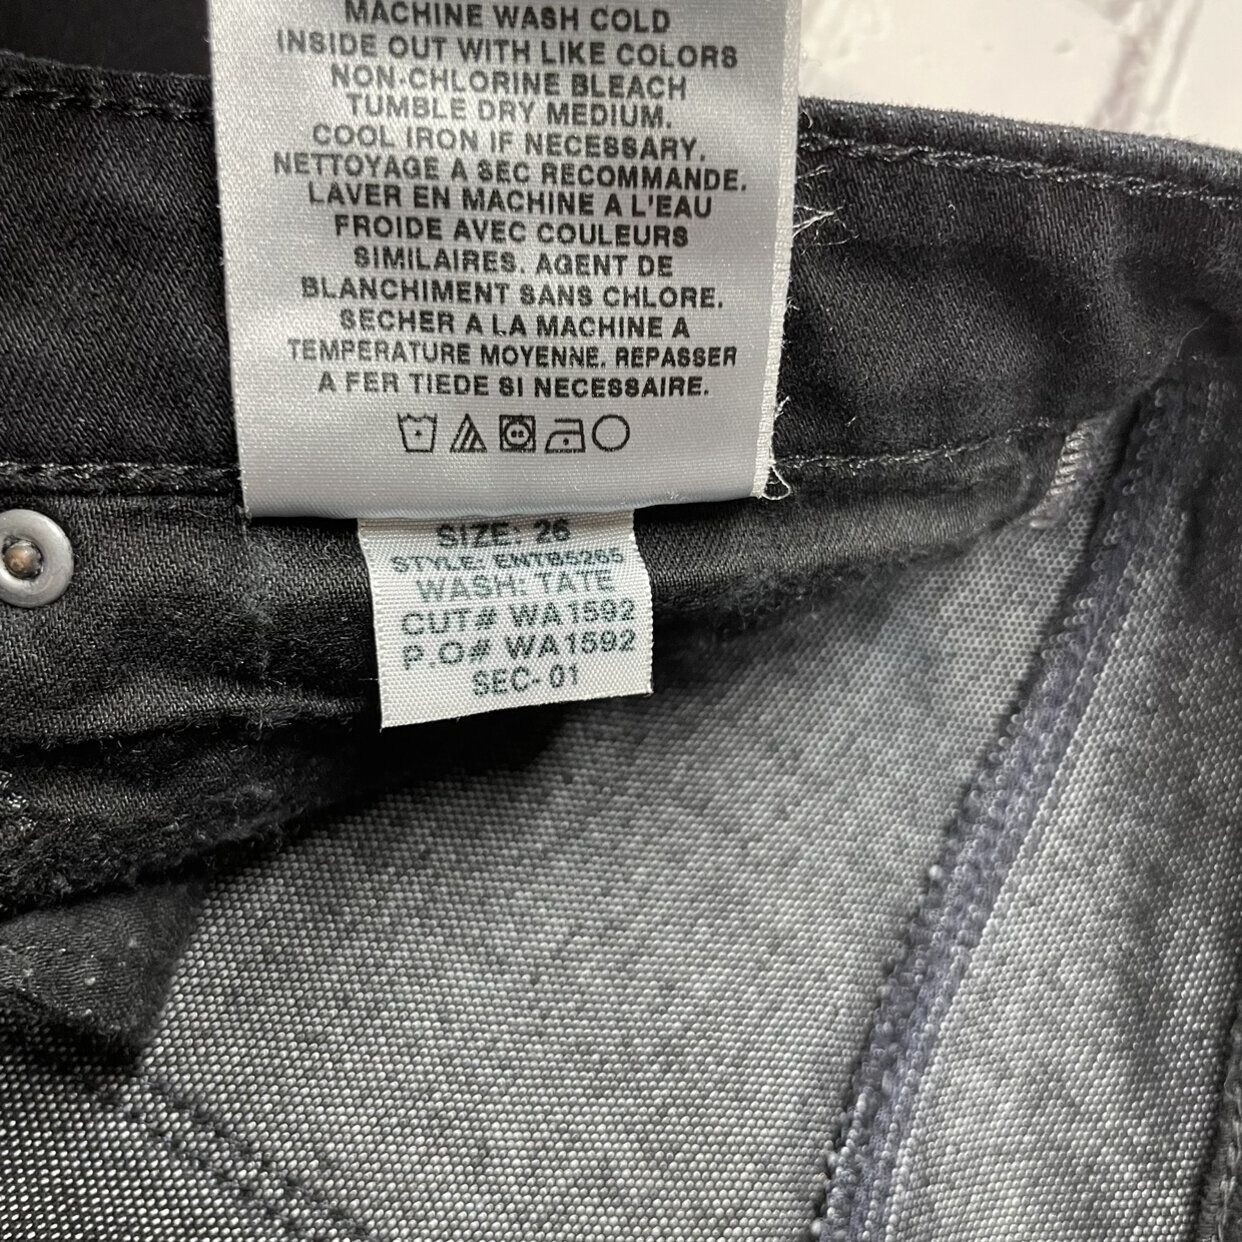 MACHINE WASH COLD
INSIDE OUT WITH LIKE COLORS
NON-CHLORINE BLEACH
TUMBLE DRY MEDIUM.
COOL IRON IF NECESSARY.
NETTOYAGE A SEC RECOMMANDE.
LAVER EN MACHINE A L'EAU
FROIDE AVEC COULEURS
SIMILAIRES. AGENT DE
BLANCHIMENT SANS CHLORE.
SECHER A LA MACHINE A
TEMPERATURE MOYENNE. REPASSER
A FER TIEDE SI NECESSAIRE.
SIZE: 26
STYLE: EWTB5265
WASH: TATE
CUT# WA1592
P.O# WA1592
SEC- 01